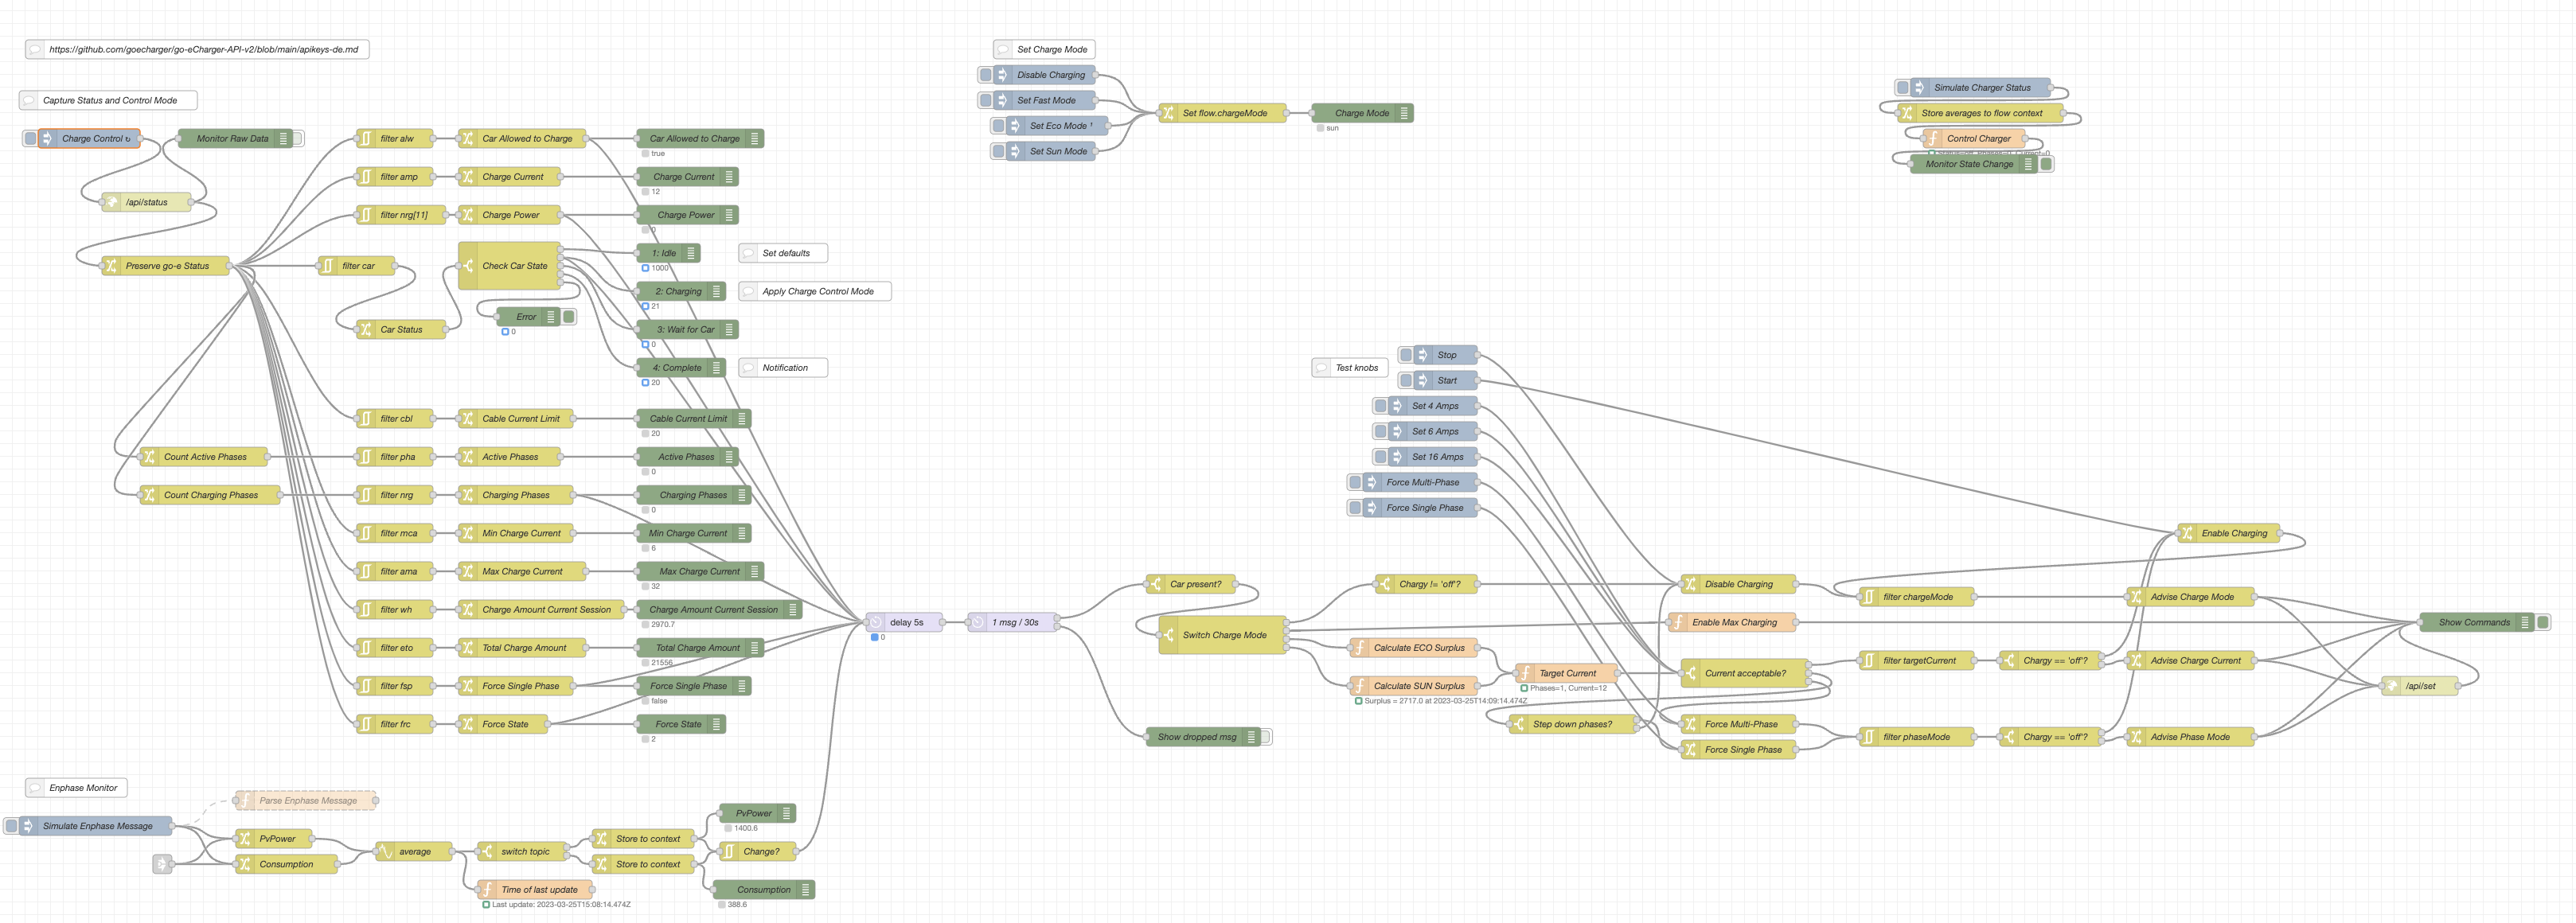 https://github.com/goecharger/go-eCharger-API-v2/blob/main/apikeys-de.md
Capture Status and Control Mode
Charge Control ↻
Monitor Raw Data
/api/status
Preserve go-e Status
filter alw
Car Allowed to Charge
Car Allowed to Charge
true
filter amp
Charge Current
Charge Current
12
filter nrg[11]
Charge Power
Charge Power
0
filter car
Check Car State
1: Idle
1000
Set defaults
2: Charging
21
Apply Charge Control Mode
Car Status
Error
0
3: Wait for Car
0
4: Complete
20
Notification
filter cbl
Cable Current Limit
Cable Current Limit
20
Count Active Phases
filter pha
Active Phases
Active Phases
0
Count Charging Phases
filter nrg
Charging Phases
Charging Phases
0
filter mca
Min Charge Current
Min Charge Current
6
filter ama
Max Charge Current
Max Charge Current
32
filter wh
Charge Amount Current Session
Charge Amount Current Session
2970.7
filter eto
Total Charge Amount
Total Charge Amount
21556
filter fsp
Force Single Phase
Force Single Phase
false
filter frc
Force State
Force State
2
Enphase Monitor
Parse Enphase Message
Simulate Enphase Message
PvPower
Consumption
average
switch topic
Time of last update
Last update: 2023-03-25T15:08:14.474Z
Store to context
Store to context
PvPower
1400.6
Change?
Consumption
388.6
delay 5s
0
1 msg / 30s
Set Charge Mode
Disable Charging
Set Fast Mode
Set Eco Mode ¹
Set Sun Mode
Set flow.chargeMode
Charge Mode
sun
Simulate Charger Status
Store averages to flow context
Control Charger
Monitor State Change
Test knobs
Stop
Start
Set 4 Amps
Set 6 Amps
Set 16 Amps
Force Multi-Phase
Force Single Phase
Car present?
Switch Charge Mode
Show dropped msg
Chargy != 'off'?
Calculate ECO Surplus
Calculate SUN Surplus
Surplus = 2717.0 at 2023-03-25T14:09:14.474Z
Target Current
Phases=1, Current=12
Step down phases?
Disable Charging
Enable Max Charging
Current acceptable?
Force Multi-Phase
Force Single Phase
Enable Charging
filter chargeMode
Advise Charge Mode
filter targetCurrent
Chargy == 'off'?
Advise Charge Current
filter phaseMode
Chargy == 'off'?
Advise Phase Mode
Show Commands
/api/set